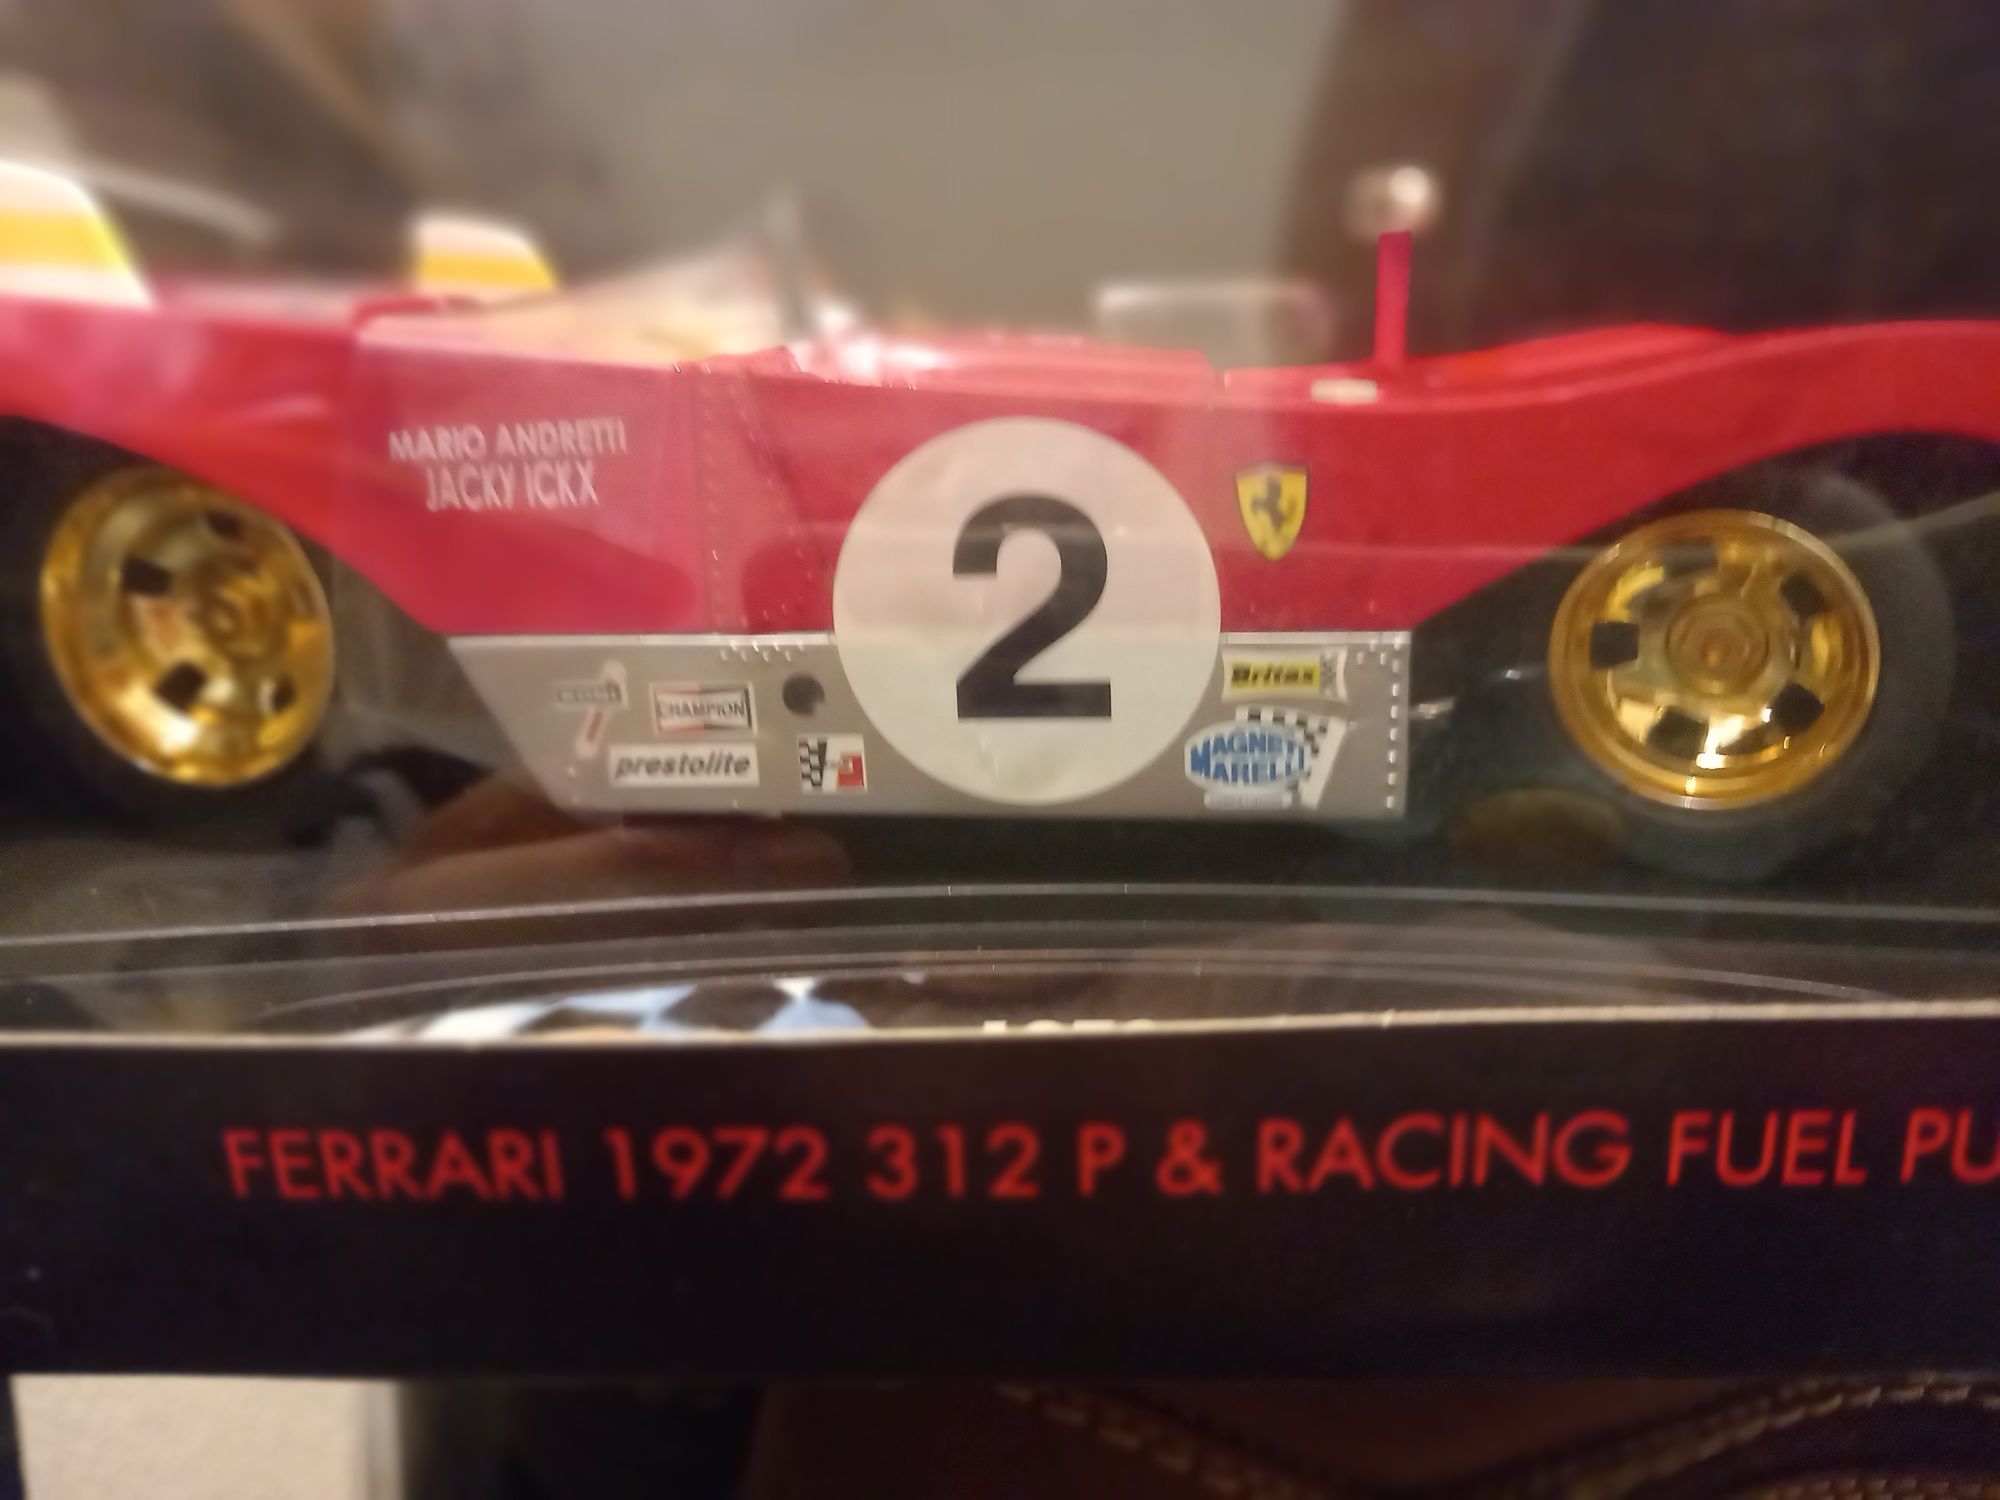 MARIO ANDRETTI
JACKY ICKX
2
CHAMPION
prestolite
Britax
MAGNETI
MARELLI
FERRARI 1972 312 P & RACING FUEL PU